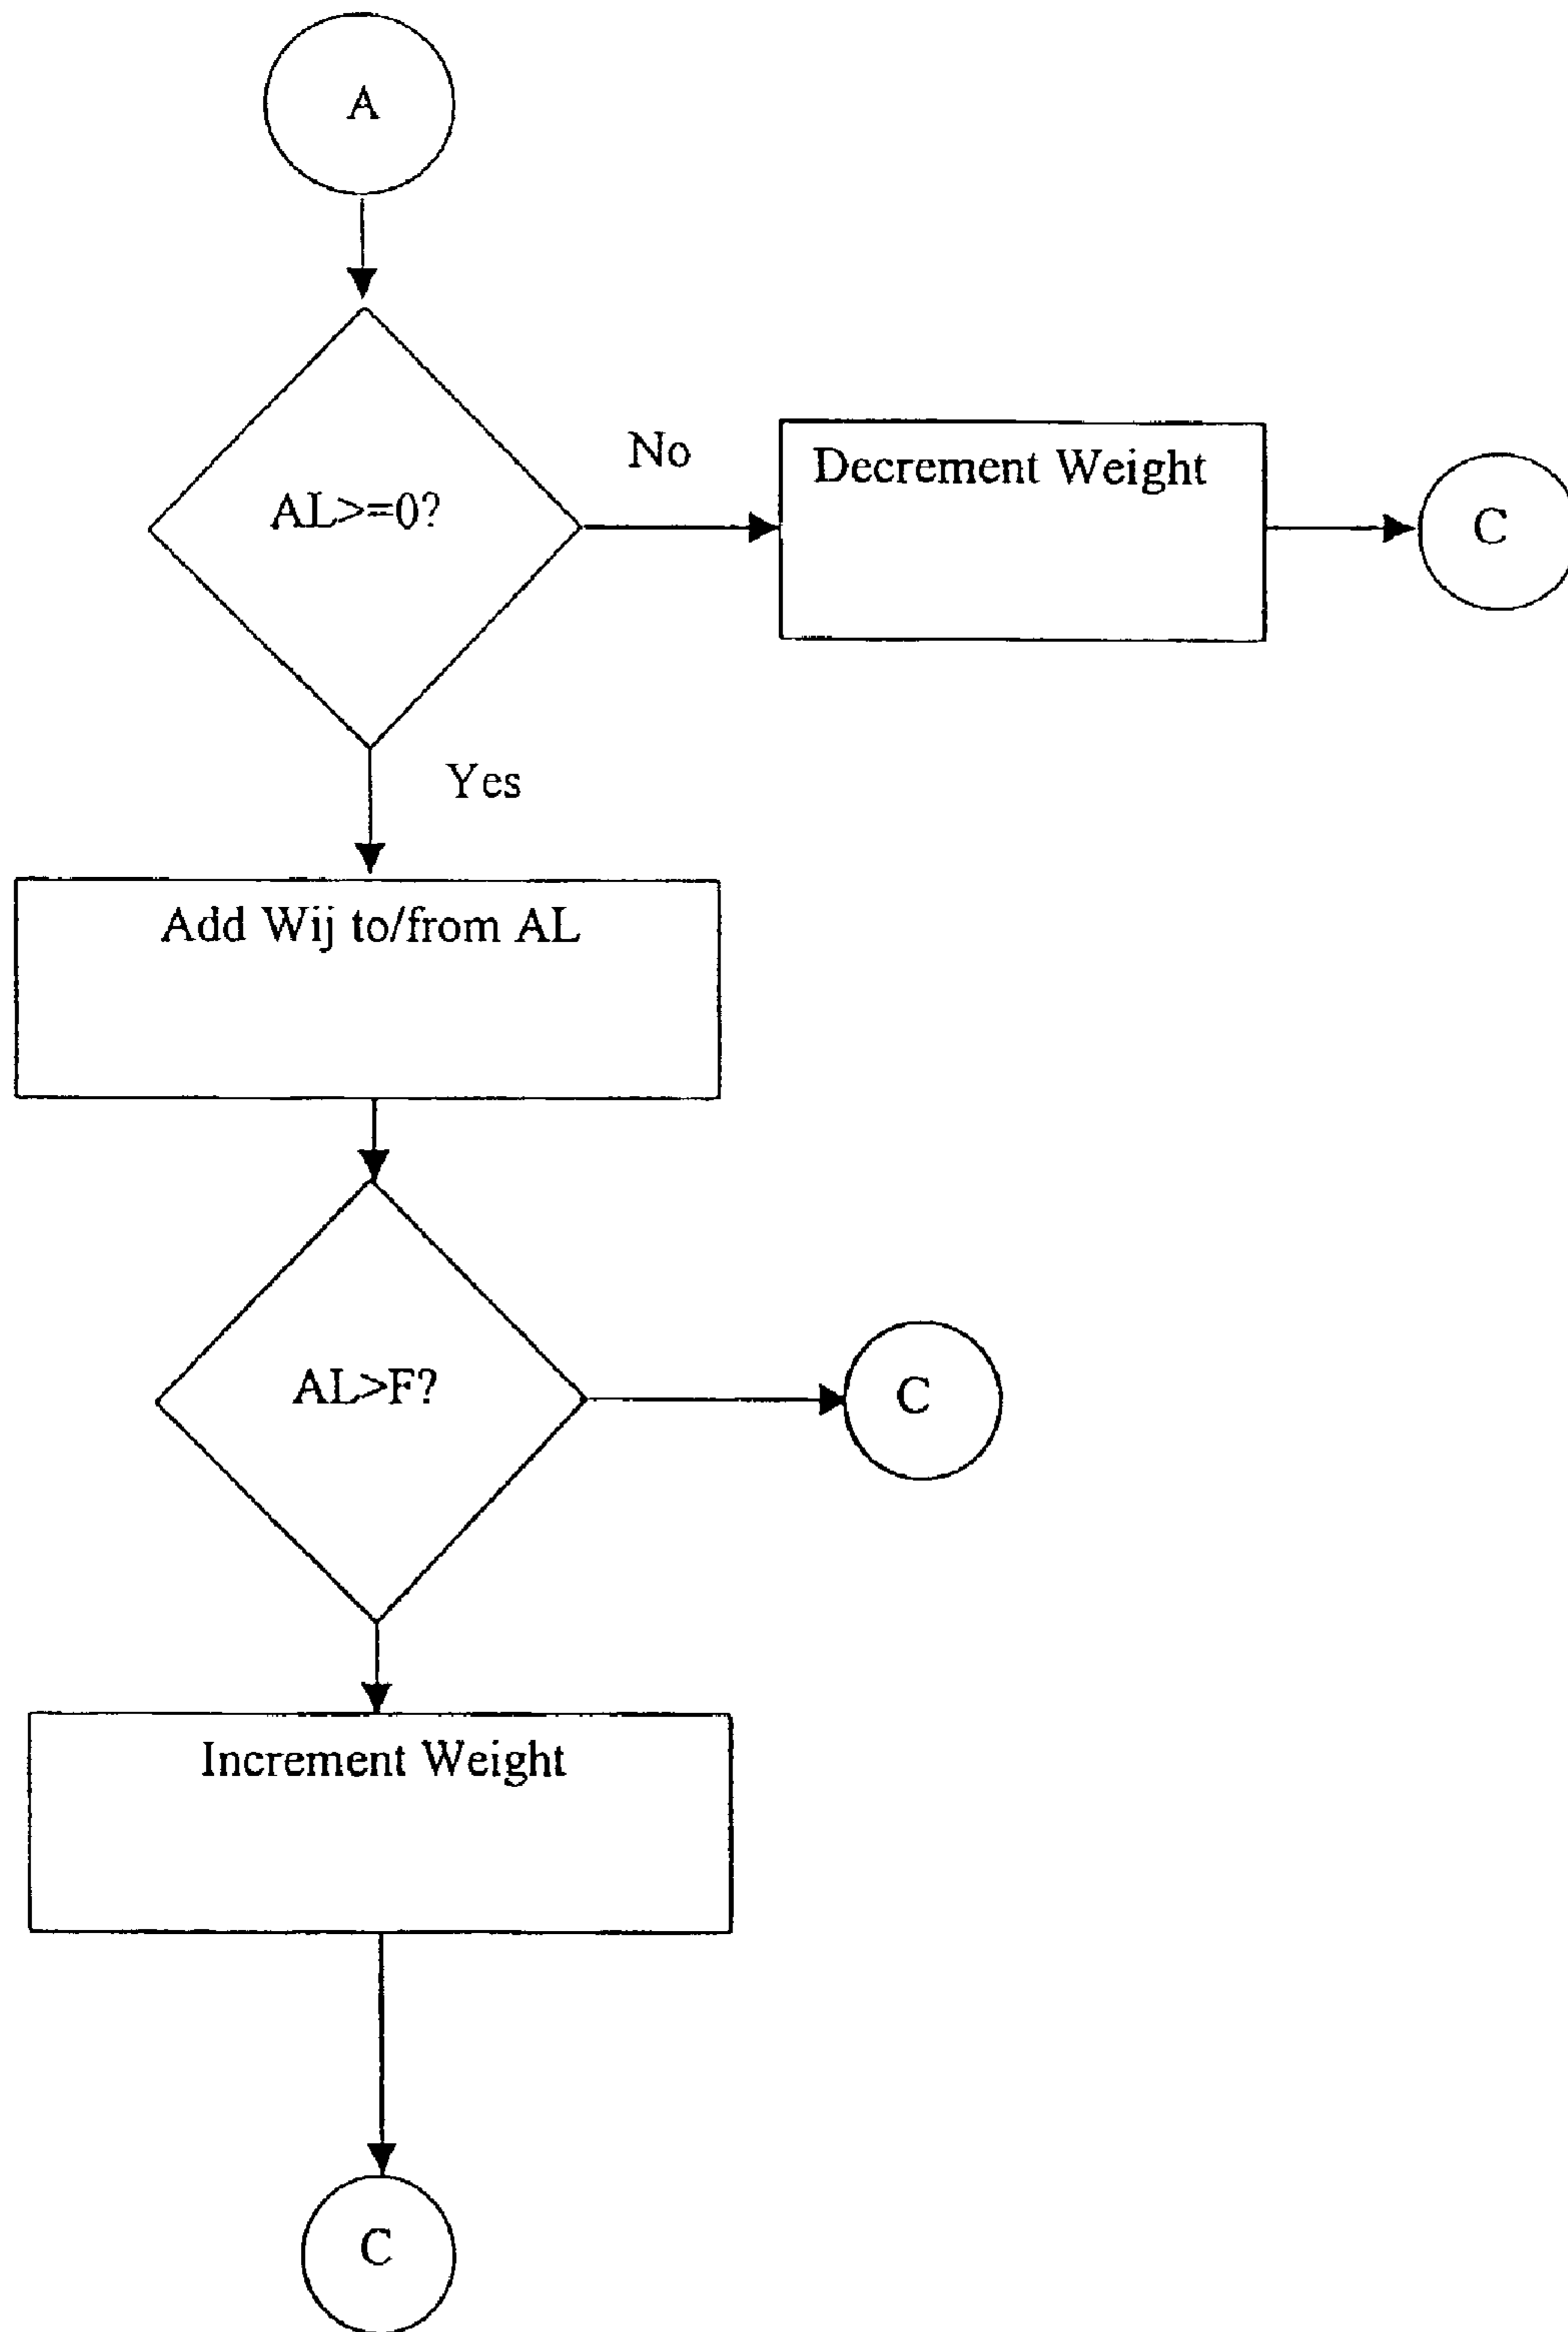 A
AL>=0?
No
Decrement Weight
C
Yes
Add Wij to/from AL
AL>F?
C
Increment Weight
C